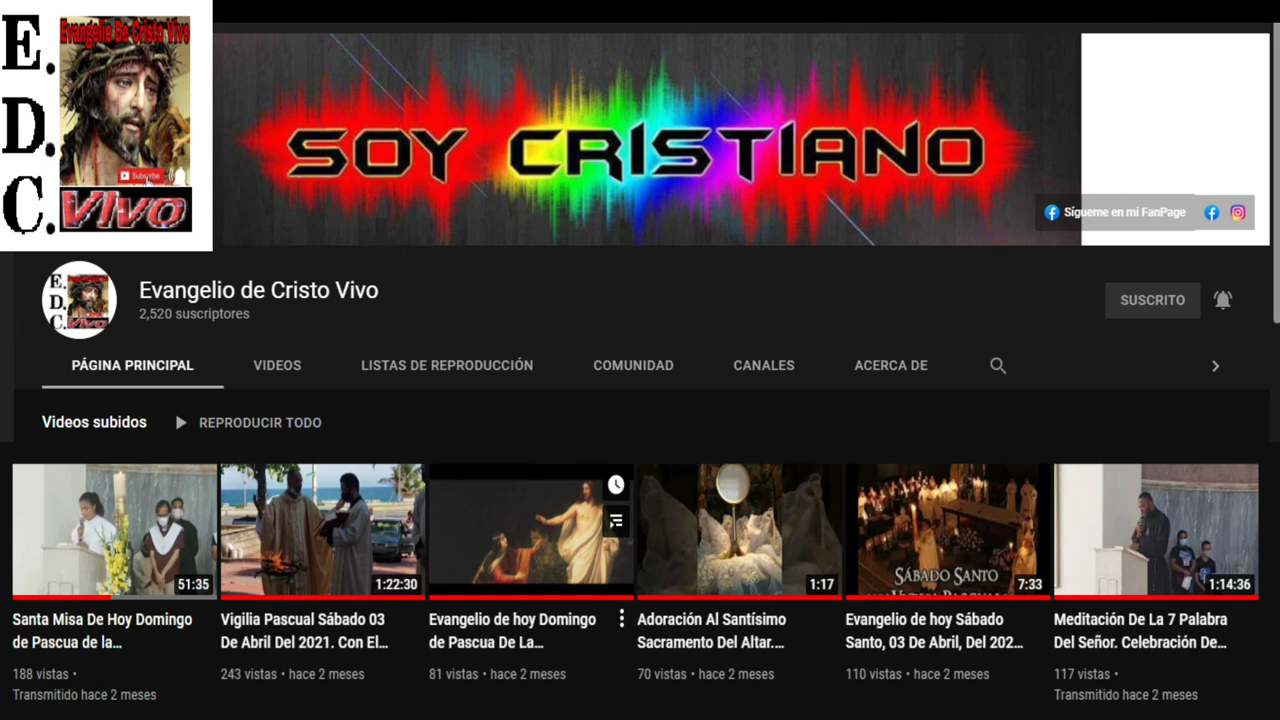 E.
D.
C.
Evangelio De Cristo Vivo
Subscribe
Vivo
SOY CRISTIANO
Sígueme en mi FanPage
E.
D.
C.
Vivo
Evangelio de Cristo Vivo
2,520 suscriptores
SUSCRITO
PÁGINA PRINCIPAL
VIDEOS
LISTAS DE REPRODUCCIÓN
COMUNIDAD
CANALES
ACERCA DE
Videos subidos
REPRODUCIR TODO
51:35
Santa Misa De Hoy Domingo
de Pascua de la...
188 vistas •
Transmitido hace 2 meses
1:22:30
Vigilia Pascual Sábado 03
De Abril Del 2021. Con El...
243 vistas • hace 2 meses
Evangelio de hoy Domingo
de Pascua De La...
81 vistas • hace 2 meses
1:17
Adoración Al Santísimo
Sacramento Del Altar....
70 vistas • hace 2 meses
SÁBADO SANTO
7:33
Evangelio de hoy Sábado
Santo, 03 De Abril, Del 202...
110 vistas • hace 2 meses
1:14:36
Meditación De La 7 Palabra
Del Señor. Celebración De...
117 vistas •
Transmitido hace 2 meses